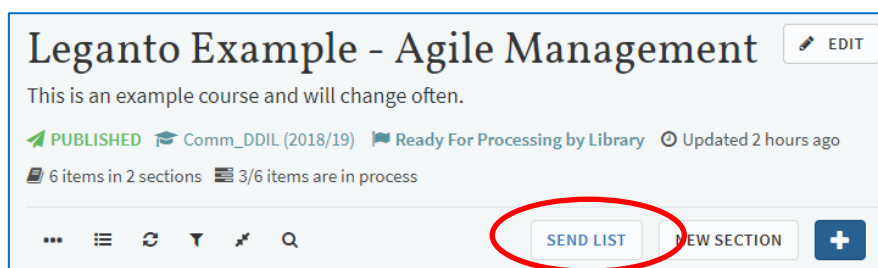 Leganto Example - Agile Management EDIT
This is an example course and will change often.
PUBLISHED Comm_DDIL (2018/19) Ready For Processing by Library Updated 2 hours ago
6 items in 2 sections 3/6 items are in process
SEND LIST NEW SECTION